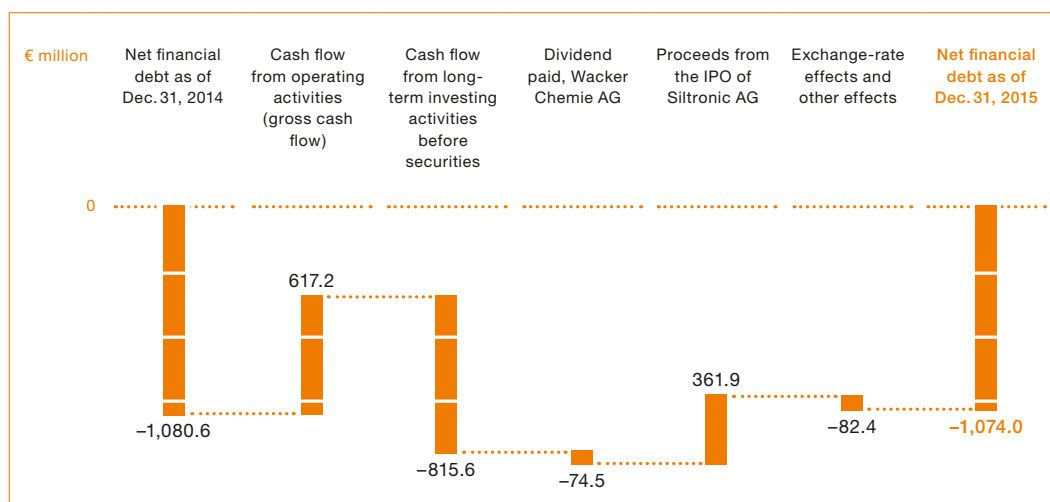 € million
Net financial
debt as of
Dec. 31, 2014
Cash flow
from operating
activities
(gross cash
flow)
Cash flow
from long-
term investing
activities
before
securities
Dividend
paid, Wacker
Chemie AG
Proceeds from
the IPO of
Siltronic AG
Exchange-rate
effects and
other effects
Net financial
debt as of
Dec. 31, 2015
0
–1,080.6
617.2
–815.6
–74.5
361.9
–82.4
–1,074.0